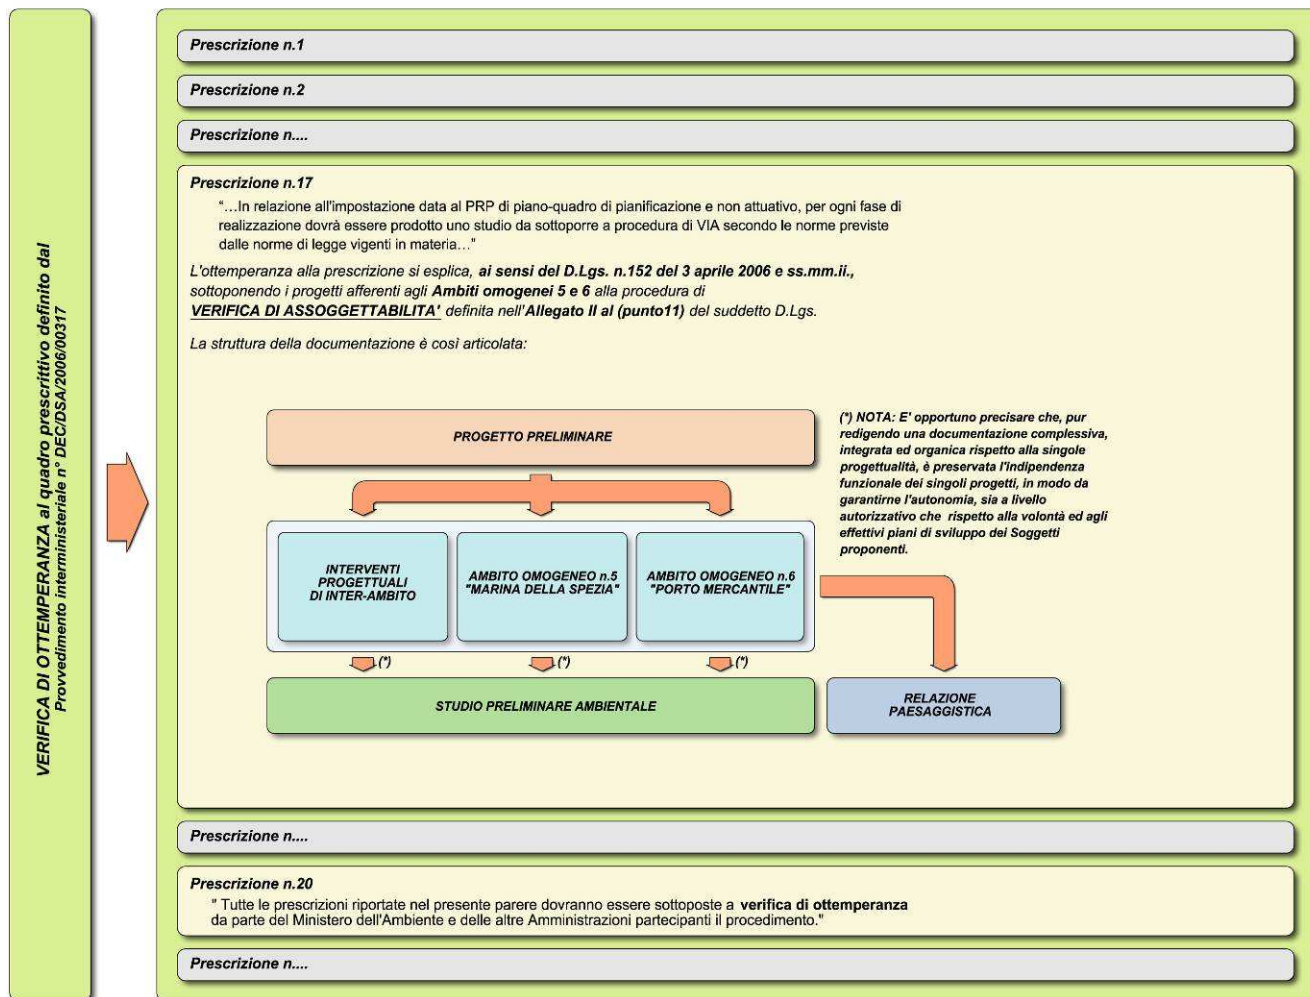 VERIFICA DI OTTEMPERANZA al quadro prescrittivo definito dal
Provvedimento interministeriale n° DEC/DSA/2006/00317
Prescrizione n.1
Prescrizione n.2
Prescrizione n....
Prescrizione n.17
“…In relazione all'impostazione data al PRP di piano-quadro di pianificazione e non attuativo, per ogni fase di
realizzazione dovrà essere prodotto uno studio da sottoporre a procedura di VIA secondo le norme previste
dalle norme di legge vigenti in materia…"
L'ottemperanza alla prescrizione si esplica, ai sensi del D.Lgs. n.152 del 3 aprile 2006 e ss.mm.ii.,
sottoponendo i progetti afferenti agli Ambiti omogenei 5 e 6 alla procedura di
VERIFICA DI ASSOGGETTABILITA' definita nell'Allegato II al (punto11) del suddetto D.Lgs.
La struttura della documentazione è così articolata:
PROGETTO PRELIMINARE
(*) NOTA: E' opportuno precisare che, pur
redigendo una documentazione complessiva,
integrata ed organica rispetto alla singole
progettualità, è preservata l'indipendenza
funzionale dei singoli progetti, in modo da
garantirne l'autonomia, sia a livello
autorizzativo che rispetto alla volontà ed agli
effettivi piani di sviluppo dei Soggetti
proponenti.
INTERVENTI
PROGETTUALI
DI INTER-AMBITO
AMBITO OMOGENEO n.5
"MARINA DELLA SPEZIA"
AMBITO OMOGENEO n.6
"PORTO MERCANTILE"
(*)
(*)
(*)
STUDIO PRELIMINARE AMBIENTALE
RELAZIONE
PAESAGGISTICA
Prescrizione n....
Prescrizione n.20
" Tutte le prescrizioni riportate nel presente parere dovranno essere sottoposte a verifica di ottemperanza
da parte del Ministero dell'Ambiente e delle altre Amministrazioni partecipanti il procedimento."
Prescrizione n....